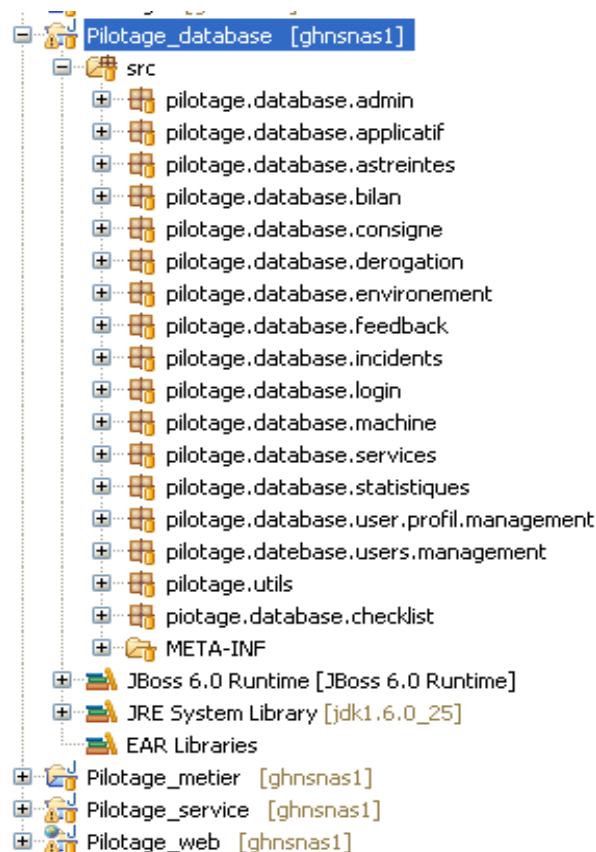 Pilotage_database [ghnsnas1]
src
pilotage.database.admin
pilotage.database.applicatif
pilotage.database.astreintes
pilotage.database.bilan
pilotage.database.consigne
pilotage.database.derogation
pilotage.database.environement
pilotage.database.feedback
pilotage.database.incidents
pilotage.database.login
pilotage.database.machine
pilotage.database.services
pilotage.database.statistiques
pilotage.database.user.profil.management
pilotage.datebase.users.management
pilotage.utils
piotage.database.checklist
META-INF
JBoss 6.0 Runtime [JBoss 6.0 Runtime]
JRE System Library [jdk1.6.0_25]
EAR Libraries
Pilotage_metier [ghnsnas1]
Pilotage_service [ghnsnas1]
Pilotage_web [ghnsnas1]